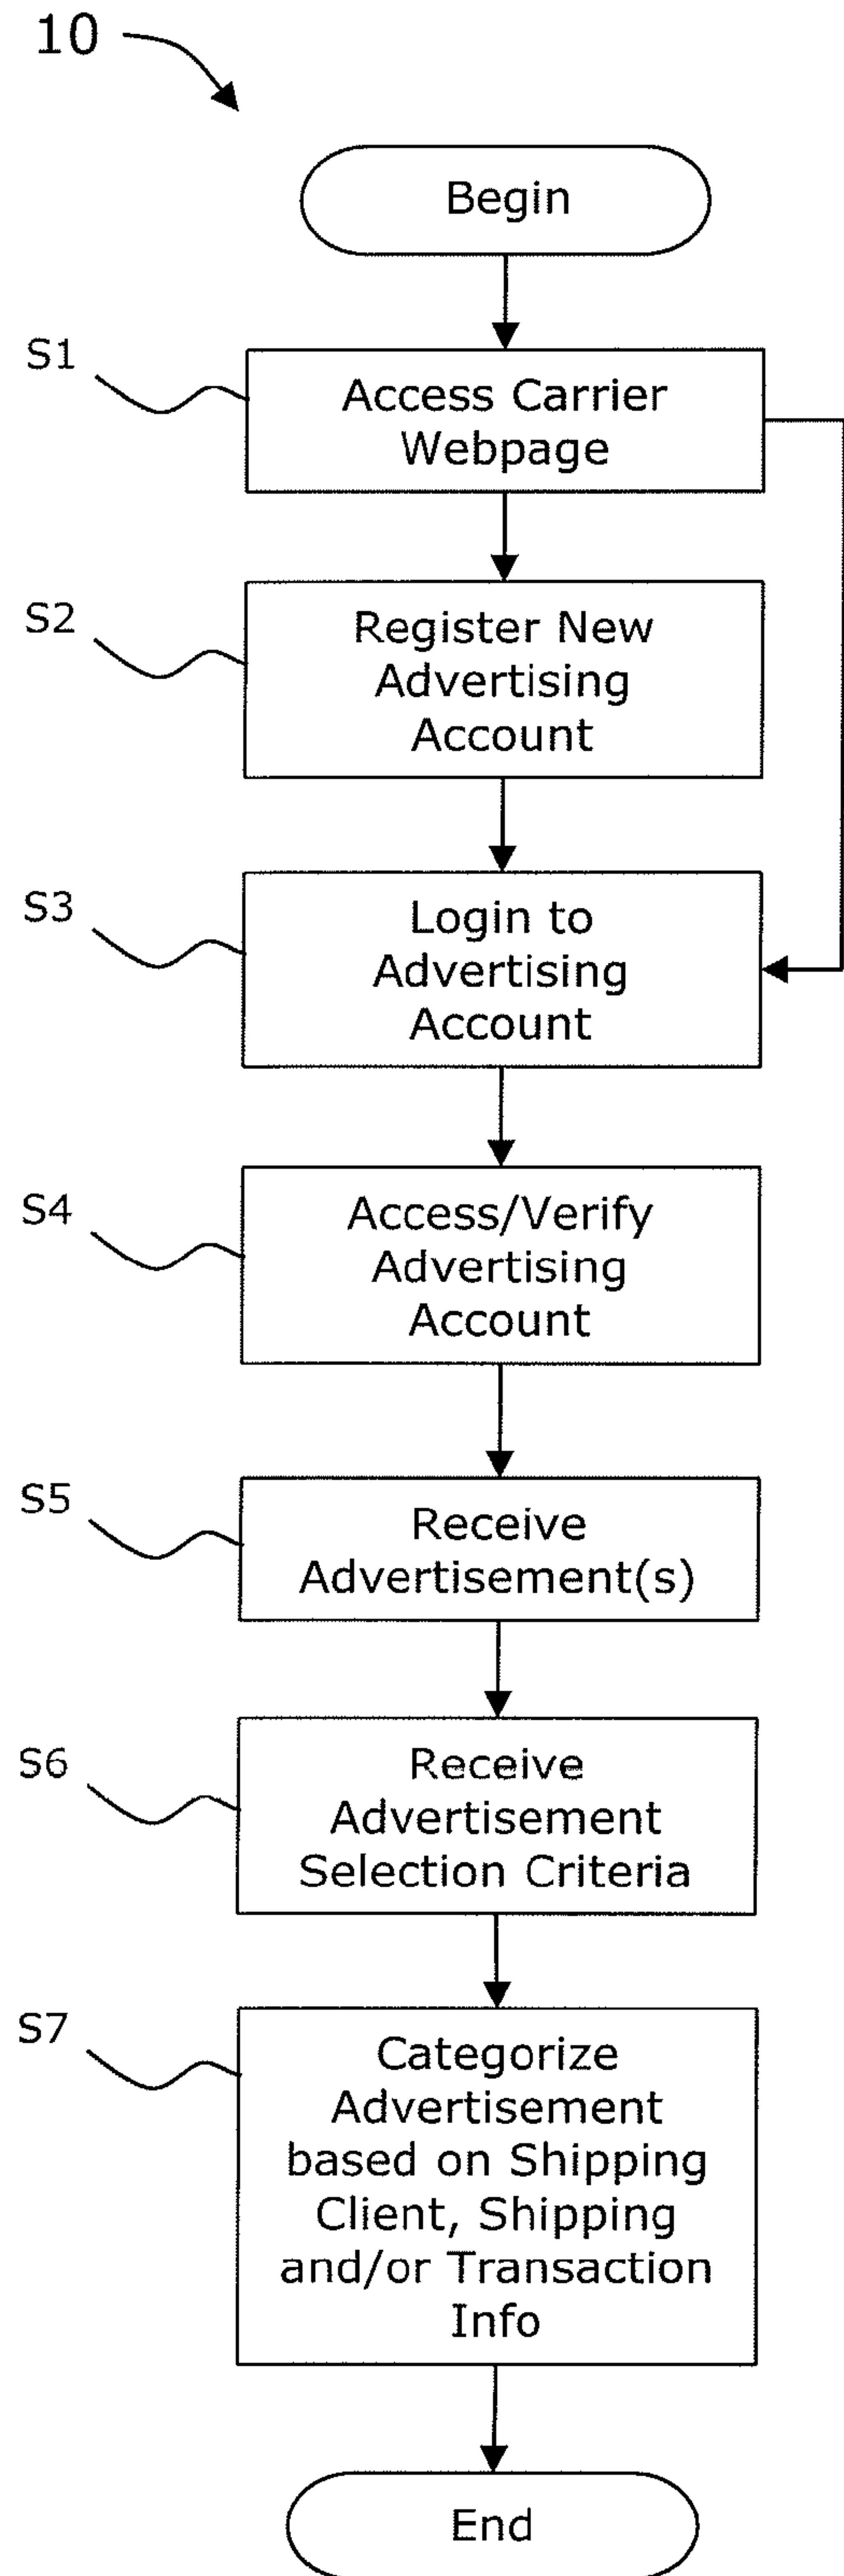 10
Begin
S1
Access Carrier
Webpage
S2
Register New
Advertising
Account
S3
Login to
Advertising
Account
S4
Access/Verify
Advertising
Account
S5
Receive
Advertisement(s)
S6
Receive
Advertisement
Selection Criteria
S7
Categorize
Advertisement
based on Shipping
Client, Shipping
and/or Transaction
Info
End